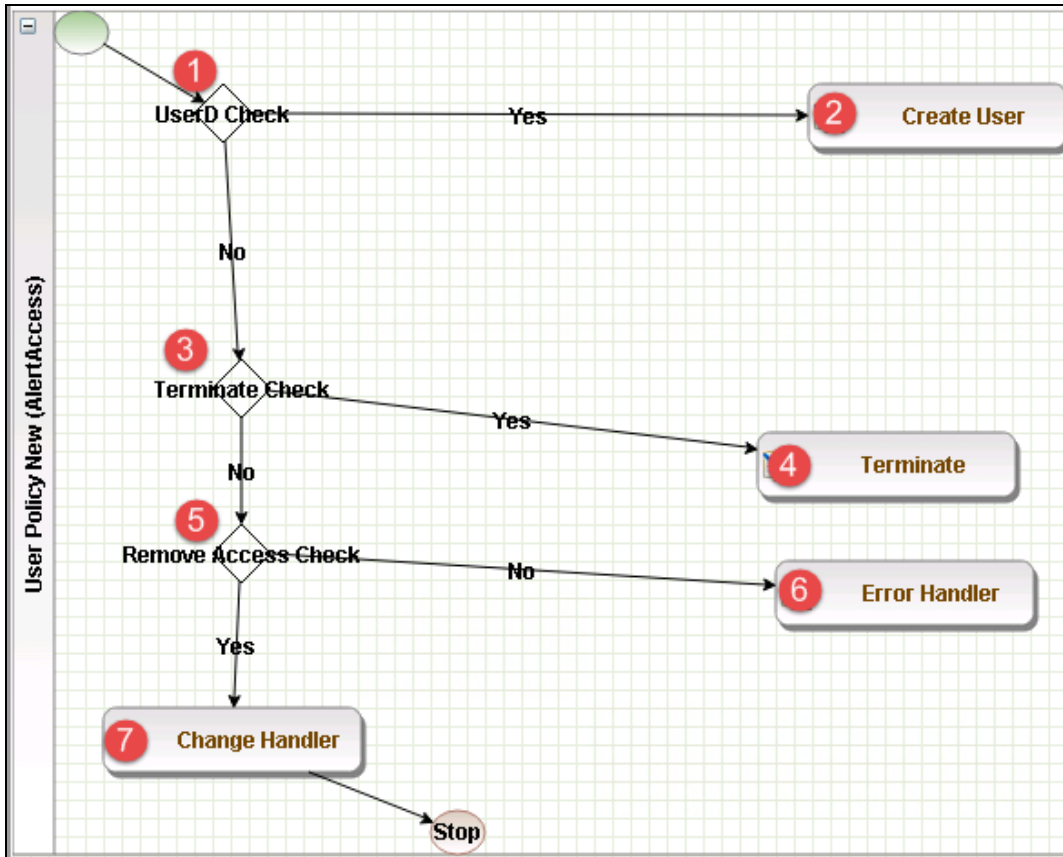 1
UserD Check
Yes
2
Create User
No
User Policy New (AlertAccess)
3
Terminate Check
Yes
4
Terminate
No
5
Remove Access Check
No
6
Error Handler
Yes
7
Change Handler
Stop